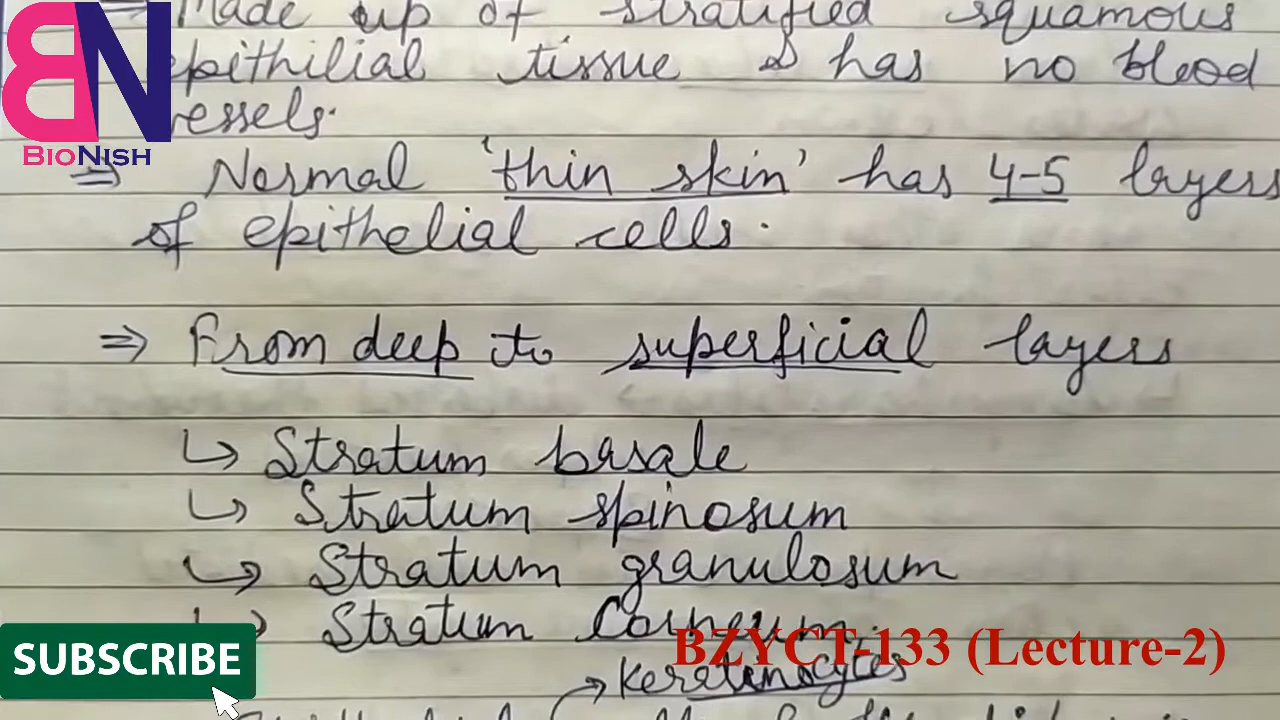 ⇒ Made up of stratified squamous
epithilial tissue & has no blood
vessels.
⇒ Normal 'thin skin' has 4-5 layers
of epithelial cells.
⇒ From deep to superficial layers
↳ Stratum basale
↳ Stratum spinosum
↳ Stratum granulosum
↳ Stratum Corneum.
→ Keratinocytes
BN
BIONISH
SUBSCRIBE
BZYCT-133 (Lecture-2)